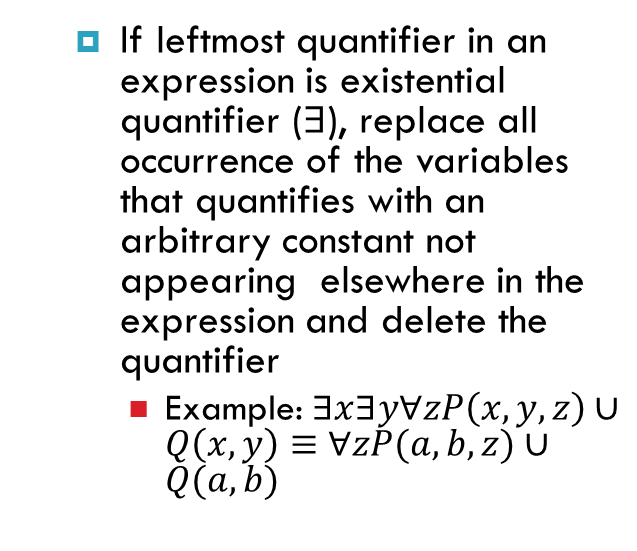 If leftmost quantifier in an
expression is existential
quantifier (∃), replace all
occurrence of the variables
that quantifies with an
arbitrary constant not
appearing  elsewhere in the
expression and delete the
quantifier
Example: ∃x∃y∀zP(x, y, z) ∪
Q(x, y) ≡ ∀zP(a, b, z) ∪
Q(a, b)